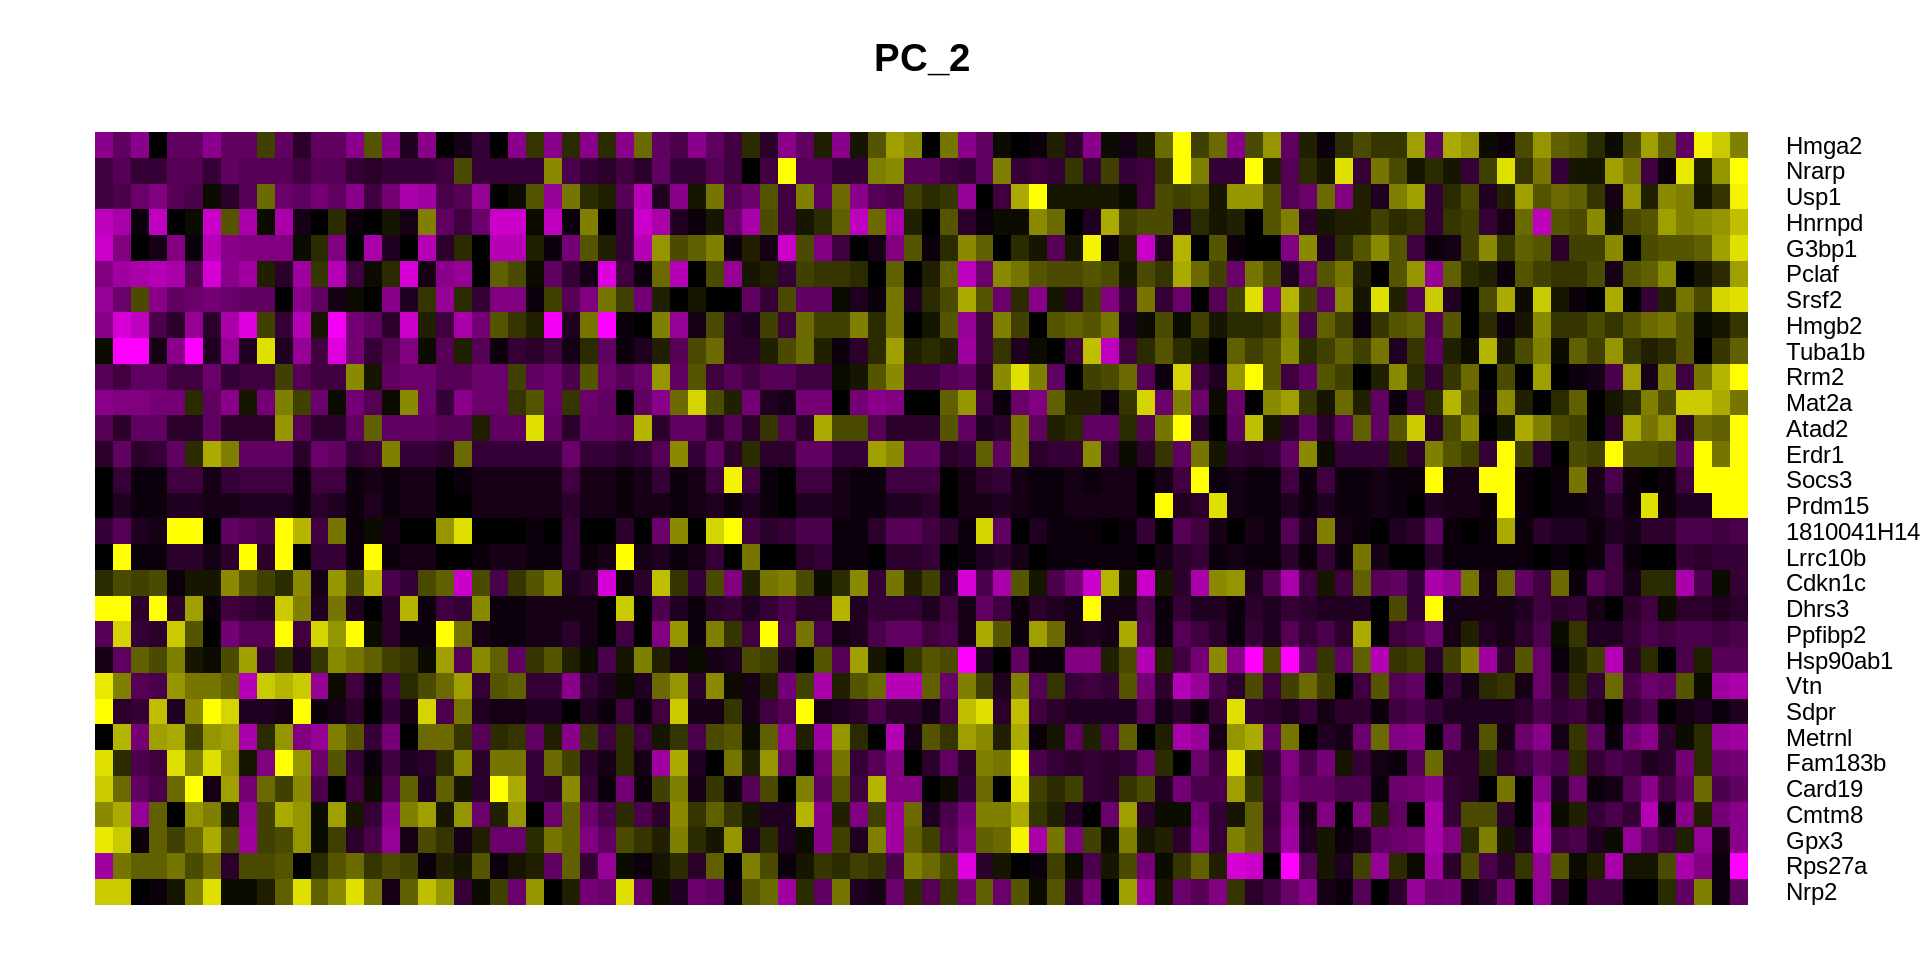 PC_2
Hmga2
Nrarp
Usp1
Hnrnpd
G3bp1
Pclaf
Srsf2
Hmgb2
Tuba1b
Rrm2
Mat2a
Atad2
Erdr1
Socs3
Prdm15
1810041H14
Lrrc10b
Cdkn1c
Dhrs3
Ppfibp2
Hsp90ab1
Vtn
Sdpr
Metrnl
Fam183b
Card19
Cmtm8
Gpx3
Rps27a
Nrp2